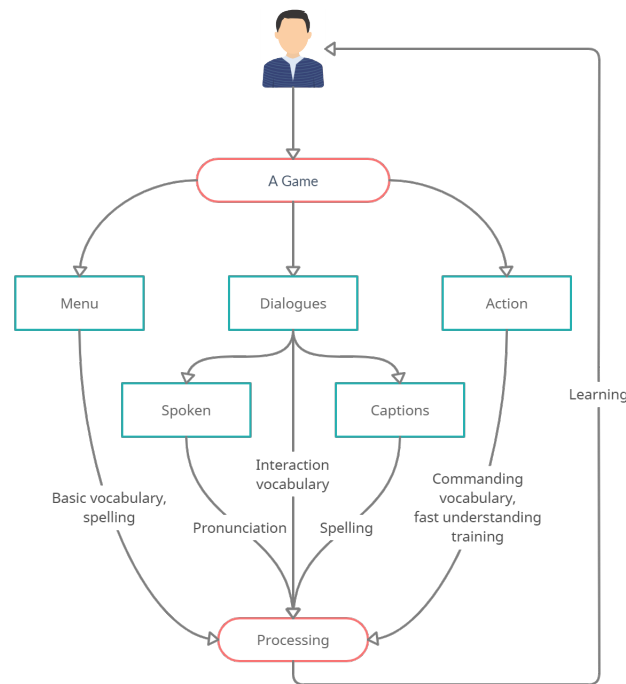 A Game
Menu
Dialogues
Action
Spoken
Captions
Learning
Interaction
vocabulary
Commanding
vocabulary,
fast understanding
training
Basic vocabulary,
spelling
Pronunciation
Spelling
Processing